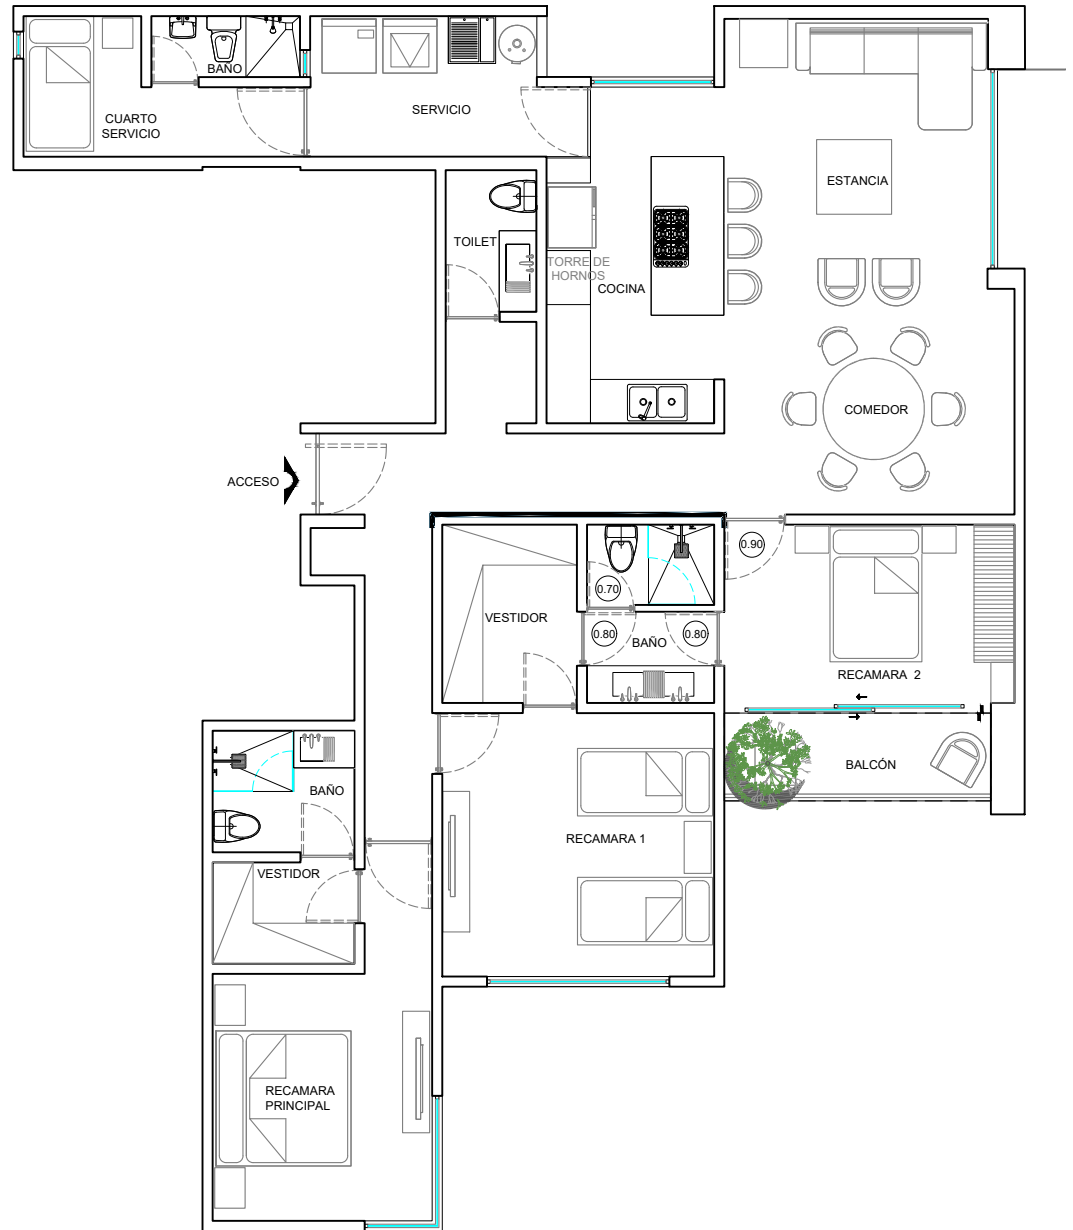 BAÑO
CUARTO
SERVICIO
SERVICIO
ESTANCIA
TOILET
TORRE DE
HORNOS
COCINA
COMEDOR
ACCESO
0.90
0.70
VESTIDOR
0.80
BAÑO
0.80
RECAMARA 2
BALCÓN
BAÑO
RECAMARA 1
VESTIDOR
RECAMARA
PRINCIPAL